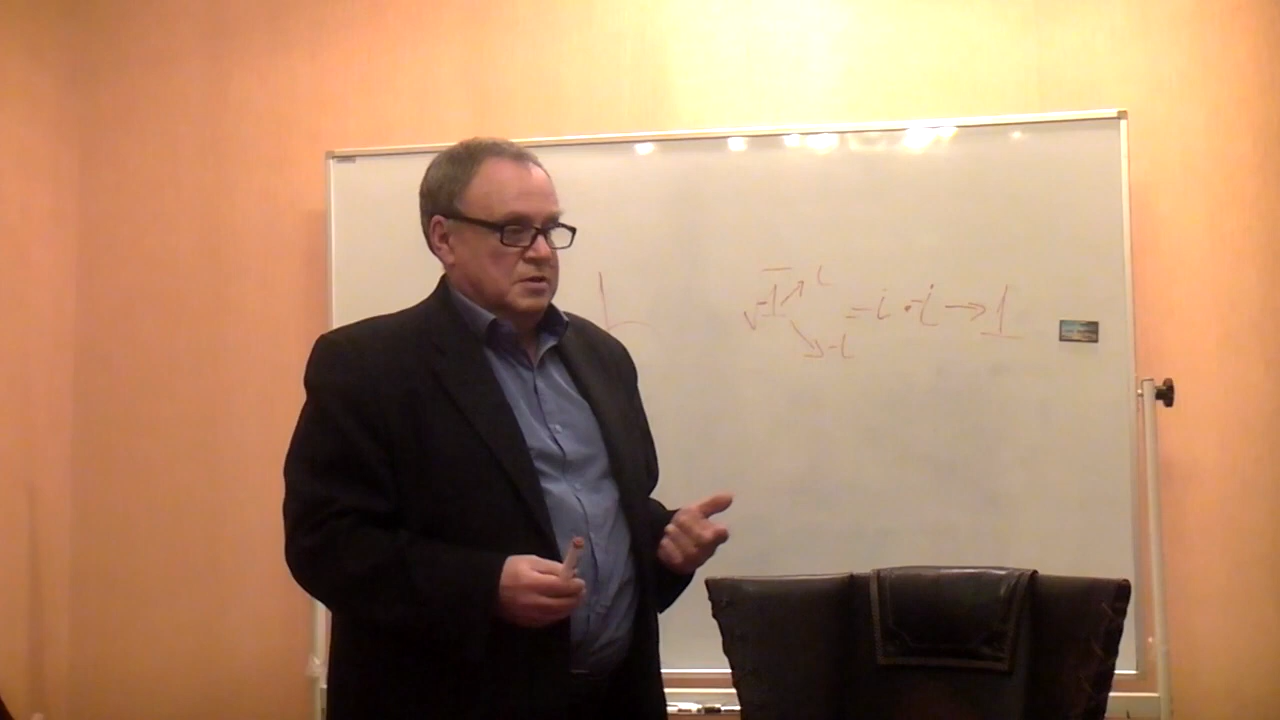 i
√-1 = -i · i → 1
-i